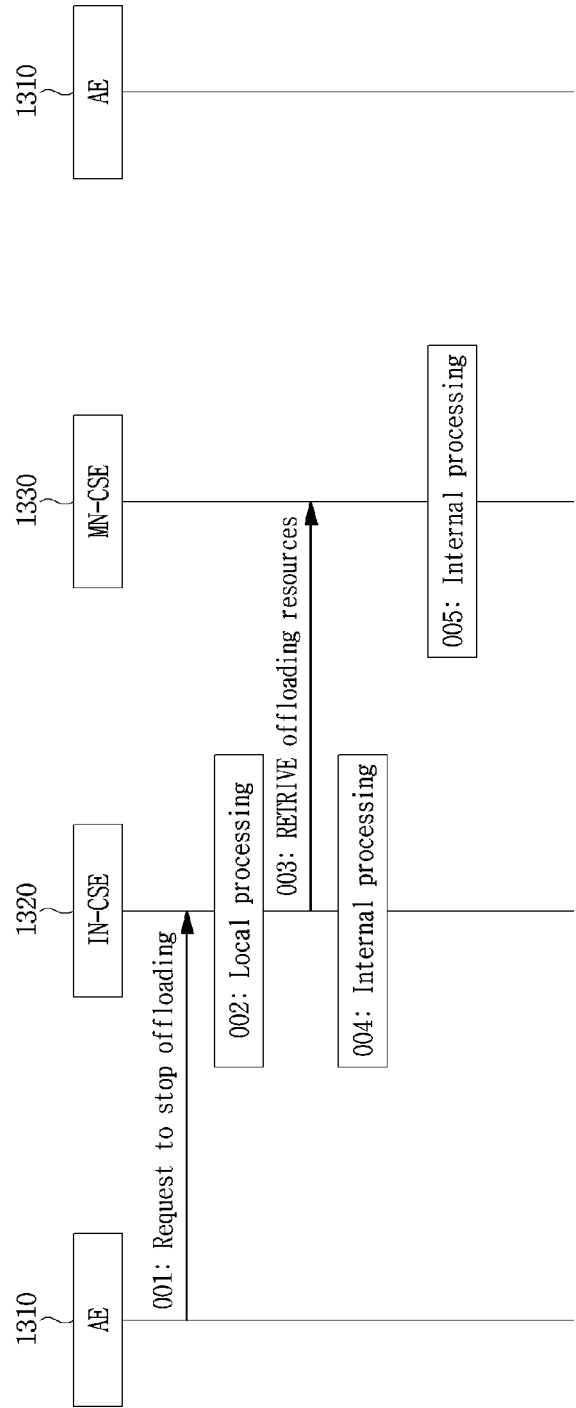 1310
1320
1330
1310
AE
IN-CSE
MN-CSE
AE
001: Request to stop offloading
002: Local processing
003: RETRIVE offloading resources
004: Internal processing
005: Internal processing